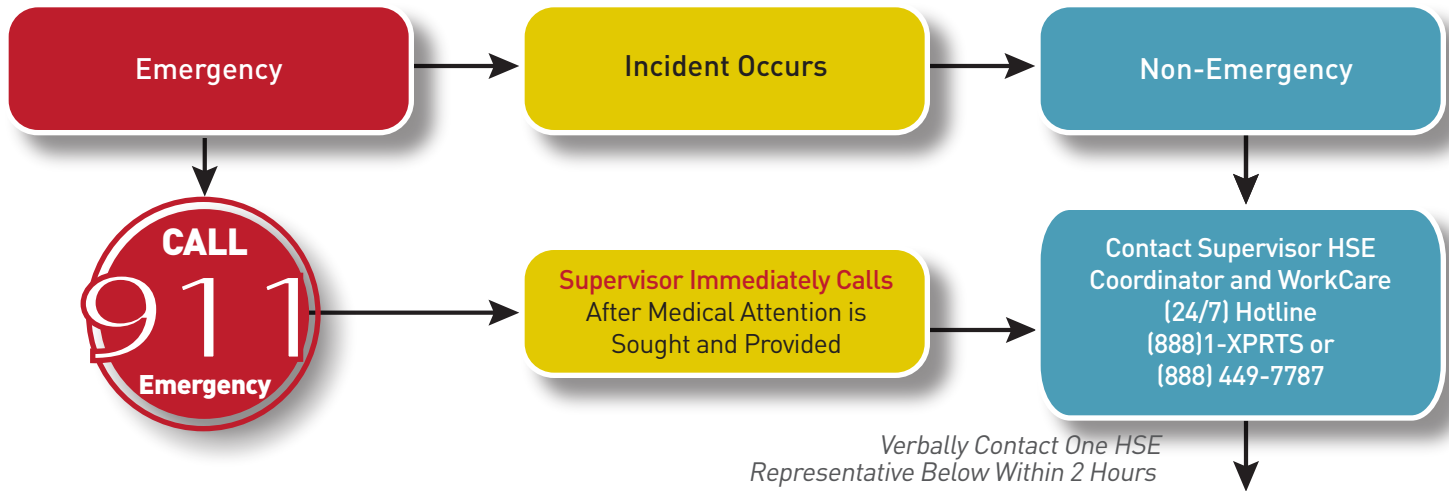 Emergency
Incident Occurs
Non-Emergency
CALL
911
Emergency
Supervisor Immediately Calls
After Medical Attention is
Sought and Provided
Contact Supervisor HSE
Coordinator and WorkCare
(24/7) Hotline
(888)1-XPRTS or
(888) 449-7787
Verbally Contact One HSE
Representative Below Within 2 Hours